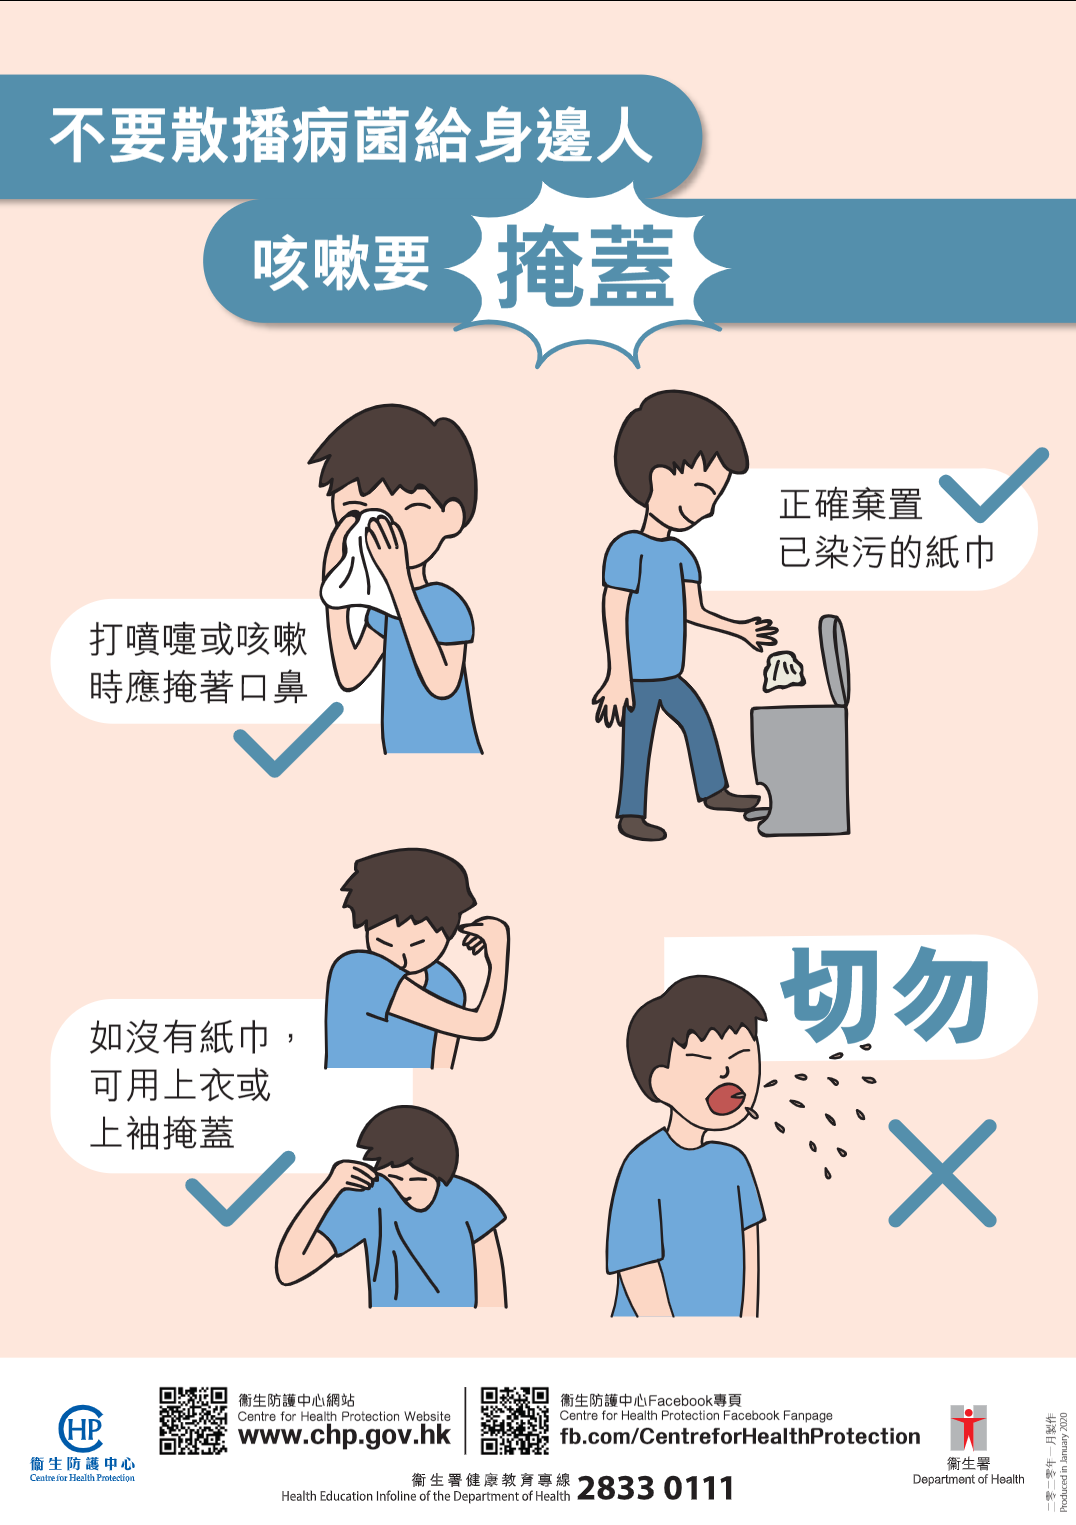 不要散播病菌給身邊人
咳嗽要 掩蓋
正確棄置
已染污的紙巾
打噴嚏或咳嗽
時應掩著口鼻
如沒有紙巾，
可用上衣或
上袖掩蓋
切勿
CHP
衞生防護中心
Centre for Health Protection
衞生防護中心網站
Centre for Health Protection Website
www.chp.gov.hk
衞生防護中心Facebook專頁
Centre for Health Protection Facebook Fanpage
fb.com/CentreforHealthProtection
衞生署健康教育專線
Health Education Infoline of the Department of Health 2833 0111
衞生署
Department of Health
二零二零年一月製作
Produced in January 2020